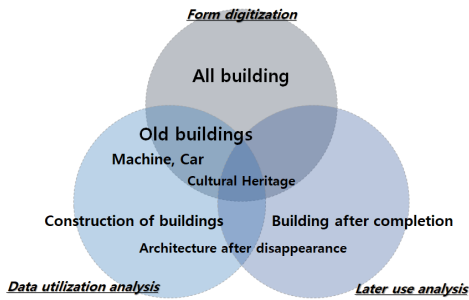 Form digitization
All building
Old buildings
Machine, Car
Cultural Heritage
Construction of buildings
Building after completion
Architecture after disappearance
Data utilization analysis
Later use analysis